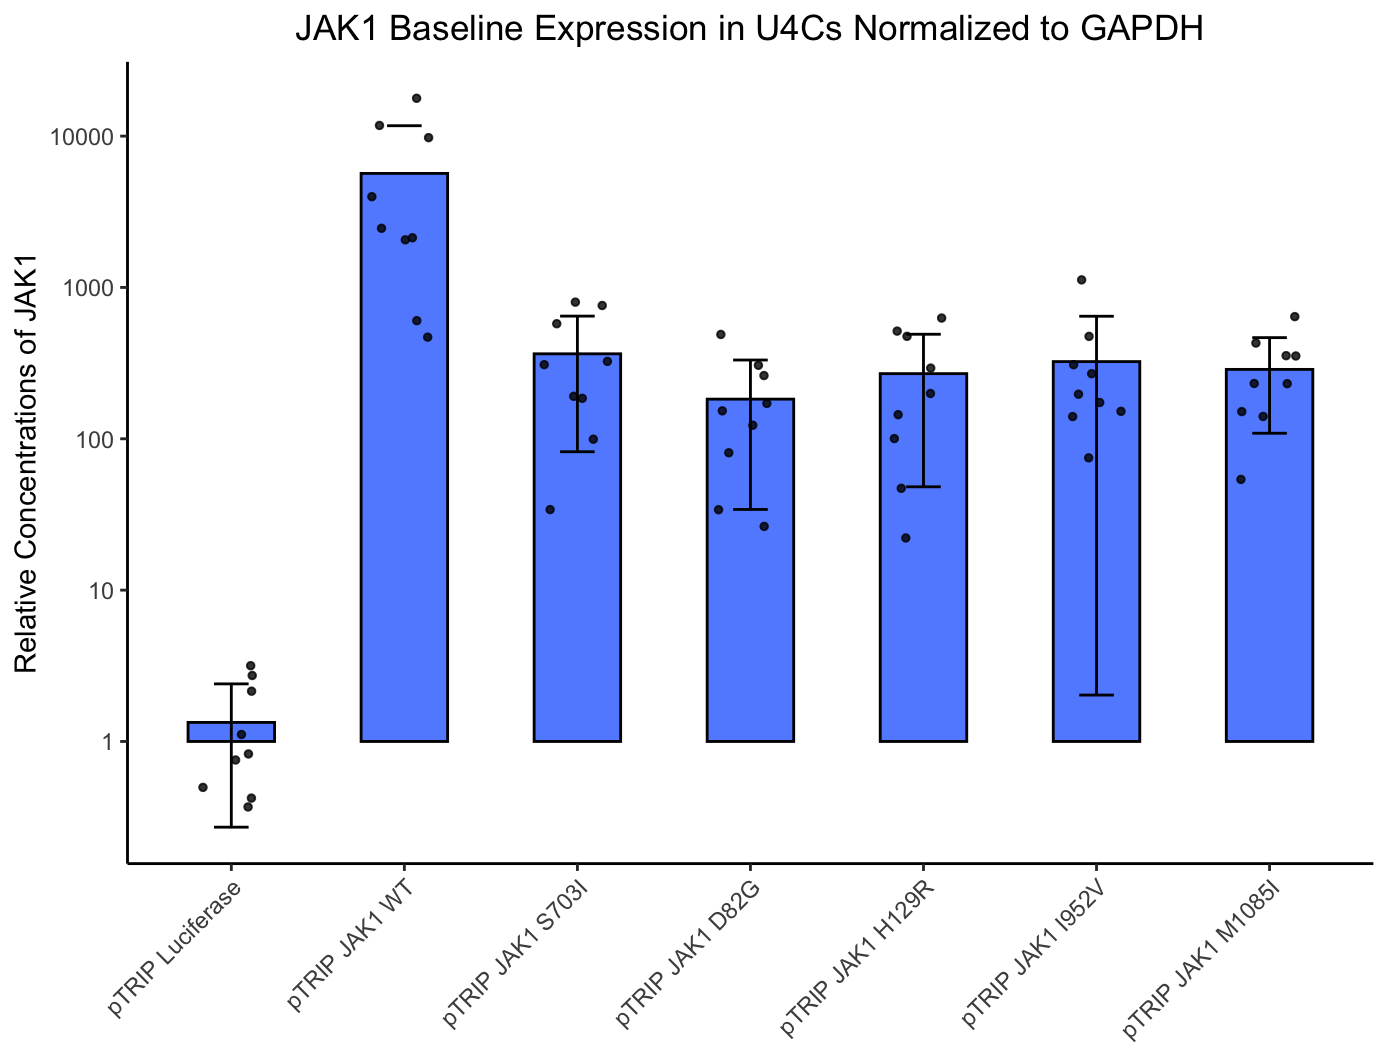 JAK1 Baseline Expression in U4Cs Normalized to GAPDH
Relative Concentrations of JAK1
10000
1000
100
10
1
pTRIP Luciferase
pTRIP JAK1 WT
pTRIP JAK1 S703I
pTRIP JAK1 D82G
pTRIP JAK1 H129R
pTRIP JAK1 I952V
pTRIP JAK1 M1085I